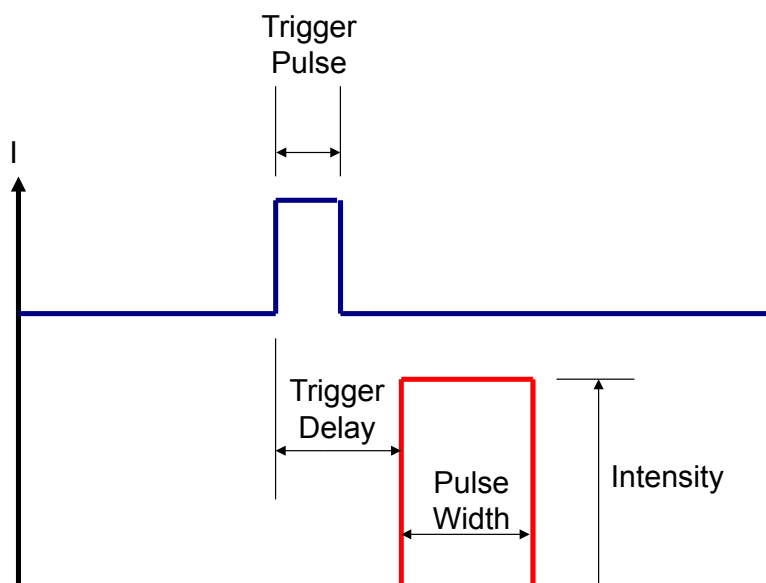 Trigger
Pulse
I
Trigger
Delay
Pulse
Width
Intensity